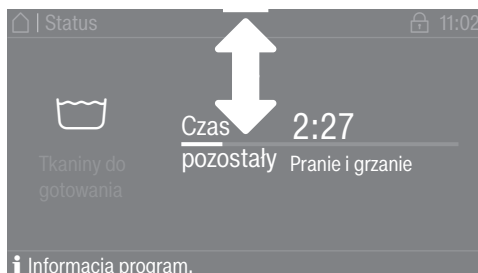 | Status 11:02
Czas 2:27
pozostały Pranie i grzanie
Tkaniny do
gotowania
i Informacja program.